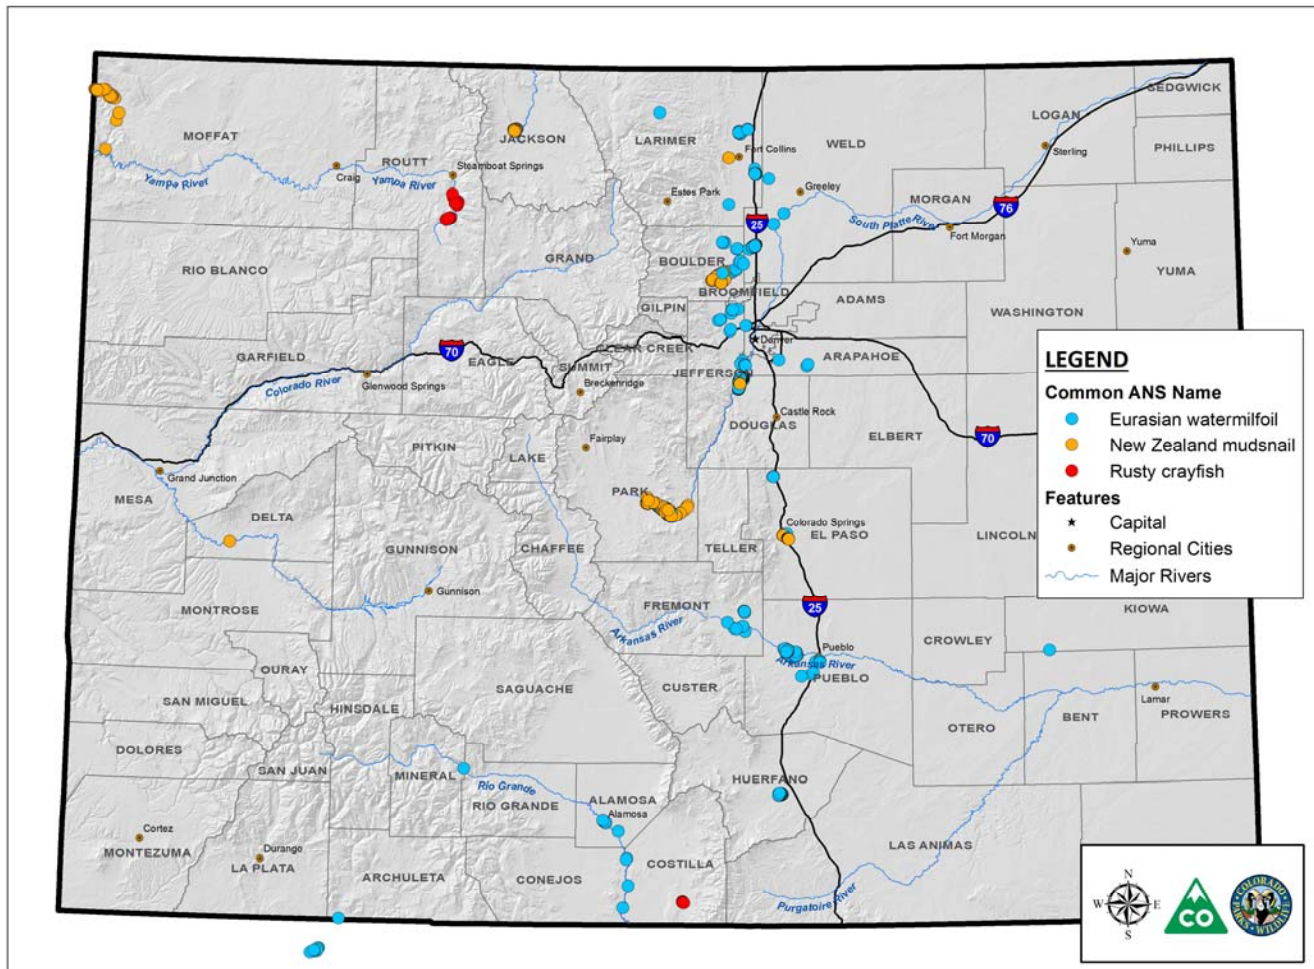 SEDGWICK
LOGAN
MOFFAT
JACKSON
LARIMER
WELD
PHILLIPS
Fort Collins
Sterling
ROUTT
Steamboat Springs
Craig
Yampa River
Yampa River
Estes Park
Greeley
MORGAN
76
25
South Platte River
Fort Morgan
Yuma
YUMA
RIO BLANCO
GRAND
BOULDER
BROOMFIELD
ADAMS
GILPIN
WASHINGTON
Denver
GARFIELD
70
EAGLE
SUMMIT
CLEAR CREEK
ARAPAHOE
Colorado River
Glenwood Springs
Breckenridge
JEFFERSON
Castle Rock
DOUGLAS
ELBERT
70
PITKIN
LAKE
Fairplay
Grand Junction
MESA
DELTA
PARK
GUNNISON
CHAFFEE
TELLER
Colorado Springs
EL PASO
LINCOLN
Gunnison
MONTROSE
FREMONT
25
KIOWA
Arkansas River
CROWLEY
Pueblo
Arkansas River
PUEBLO
OURAY
SAGUACHE
CUSTER
SAN MIGUEL
HINSDALE
Lamar
OTERO
BENT
PROWERS
DOLORES
SAN JUAN
MINERAL
Rio Grande
RIO GRANDE
ALAMOSA
Alamosa
HUERFANO
Cortez
MONTEZUMA
Durango
LA PLATA
ARCHULETA
CONEJOS
COSTILLA
LAS ANIMAS
Purgatoire River
LEGEND
Common ANS Name
Eurasian watermilfoil
New Zealand mudsnail
Rusty crayfish
Features
Capital
Regional Cities
Major Rivers
N
W
E
S
CO
COLORADO
PARKS
WILDLIFE